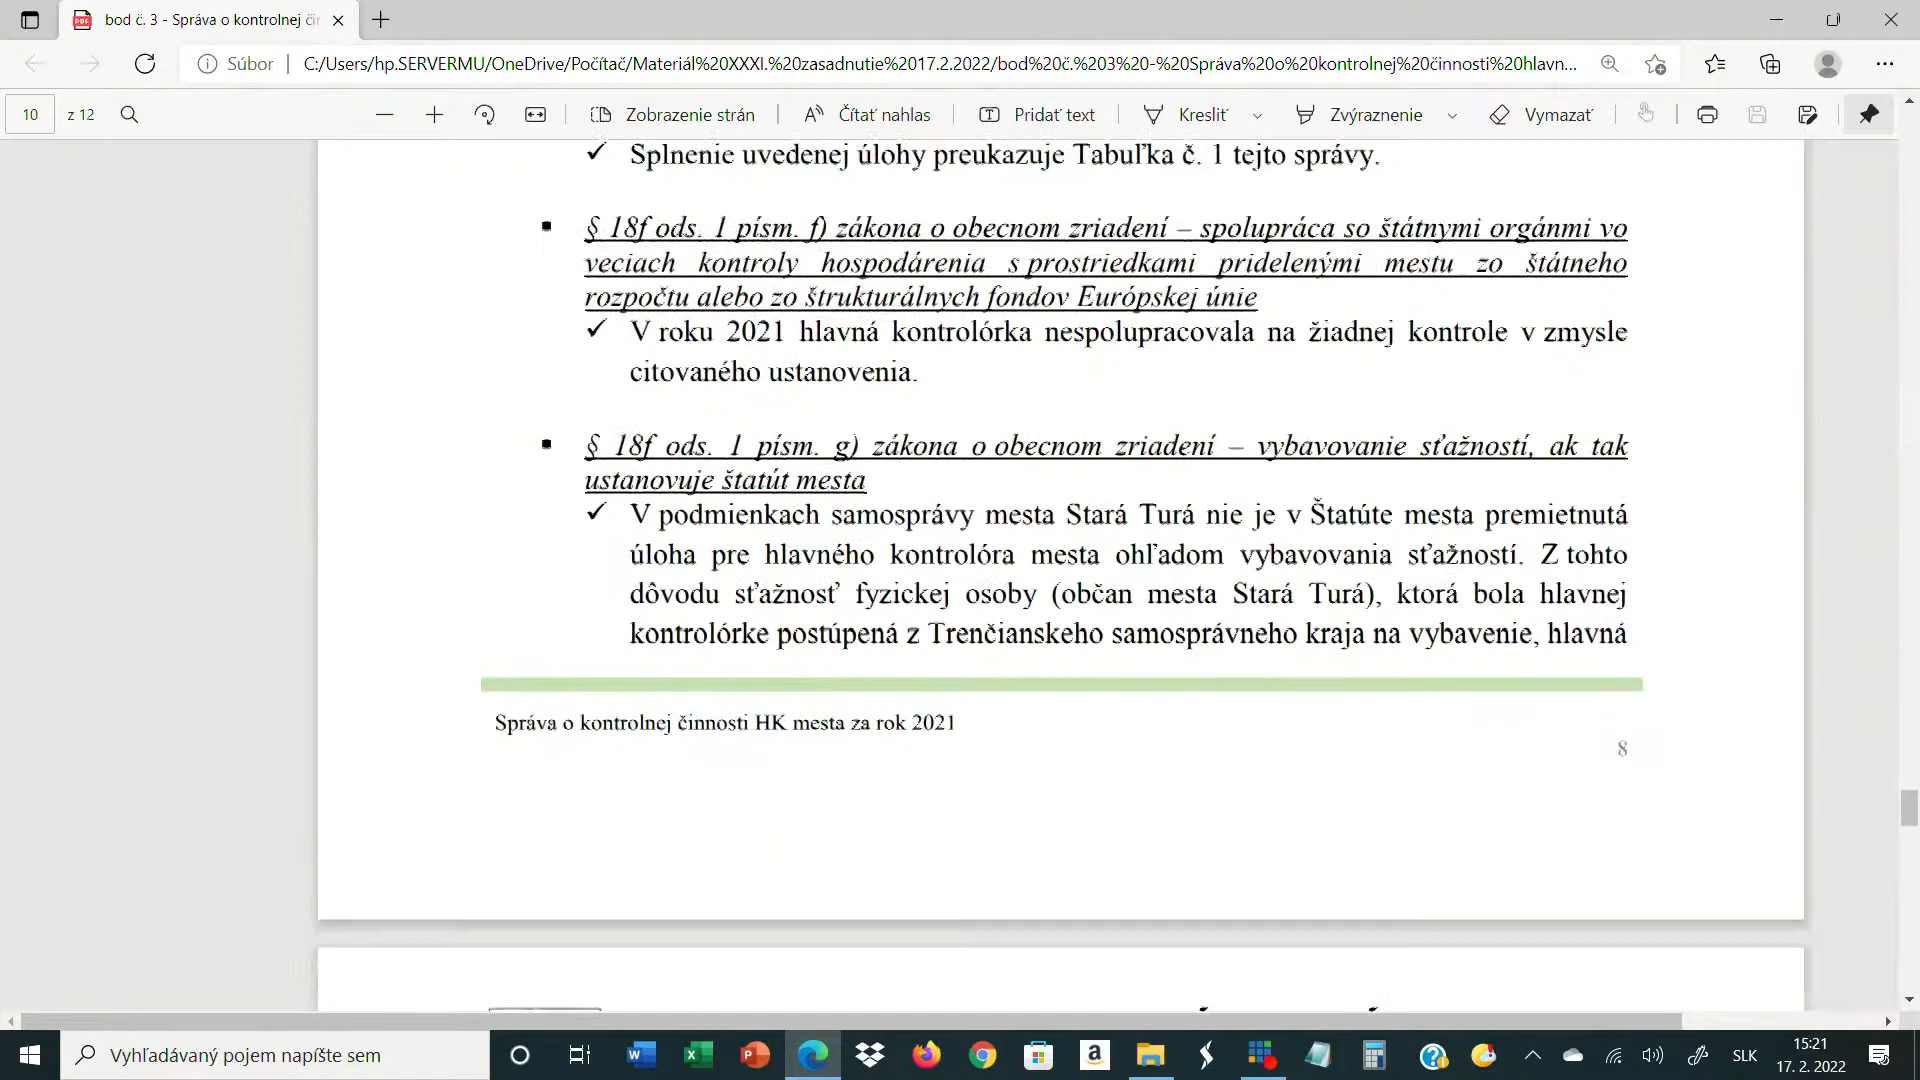 bod č. 3 - Správa o kontrolnej čin
Súbor
C:/Users/hp.SERVERMU/OneDrive/Počítač/Materiál%20XXXI.%20zasadnutie%2017.2.2022/bod%20č.%203%20-%20Správa%20o%20kontrolnej%20činnosti%20hlavn...
10
z 12
Zobrazenie strán
Čítať nahlas
Pridať text
Kresliť
Zvýraznenie
Vymazať
Splnenie uvedenej úlohy preukazuje Tabuľka č. 1 tejto správy.
§ 18f ods. 1 písm. f) zákona o obecnom zriadení – spolupráca so štátnymi orgánmi vo
veciach kontroly hospodárenia s prostriedkami pridelenými mestu zo štátneho
rozpočtu alebo zo štrukturálnych fondov Európskej únie
V roku 2021 hlavná kontrolórka nespolupracovala na žiadnej kontrole v zmysle
citovaného ustanovenia.
§ 18f ods. 1 písm. g) zákona o obecnom zriadení – vybavovanie sťažností, ak tak
ustanovuje štatút mesta
V podmienkach samosprávy mesta Stará Turá nie je v Štatúte mesta premietnutá
úloha pre hlavného kontrolóra mesta ohľadom vybavovania sťažností. Z tohto
dôvodu sťažnosť fyzickej osoby (občan mesta Stará Turá), ktorá bola hlavnej
kontrolórke postúpená z Trenčianskeho samosprávneho kraja na vybavenie, hlavná
Správa o kontrolnej činnosti HK mesta za rok 2021
8
Vyhľadávaný pojem napíšte sem
SLK
15:21
17. 2. 2022